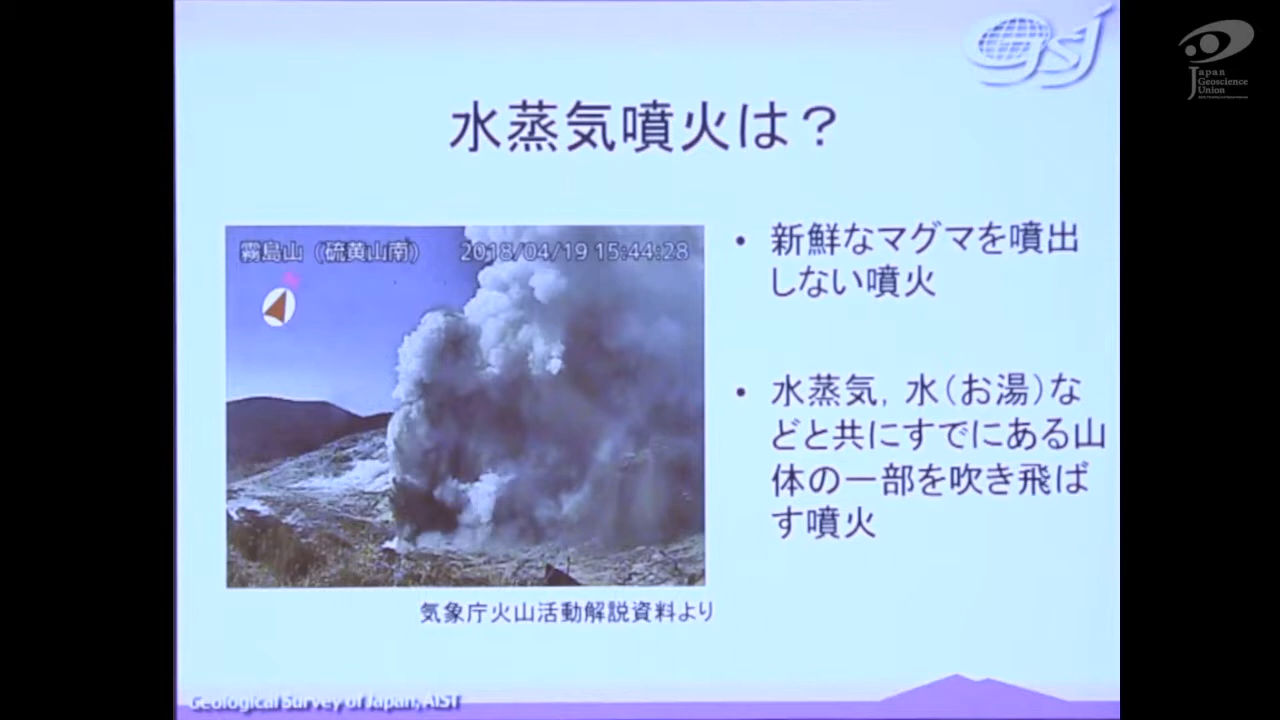 GSJ
Japan
Geoscience
Union
水蒸気噴火は？
霧島山（硫黄山南） 2018/04/19 15:44:28
• 新鮮なマグマを噴出
しない噴火
• 水蒸気，水（お湯）な
どと共にすでにある山
体の一部を吹き飛ば
す噴火
気象庁火山活動解説資料より
Geological Survey of Japan, AIST